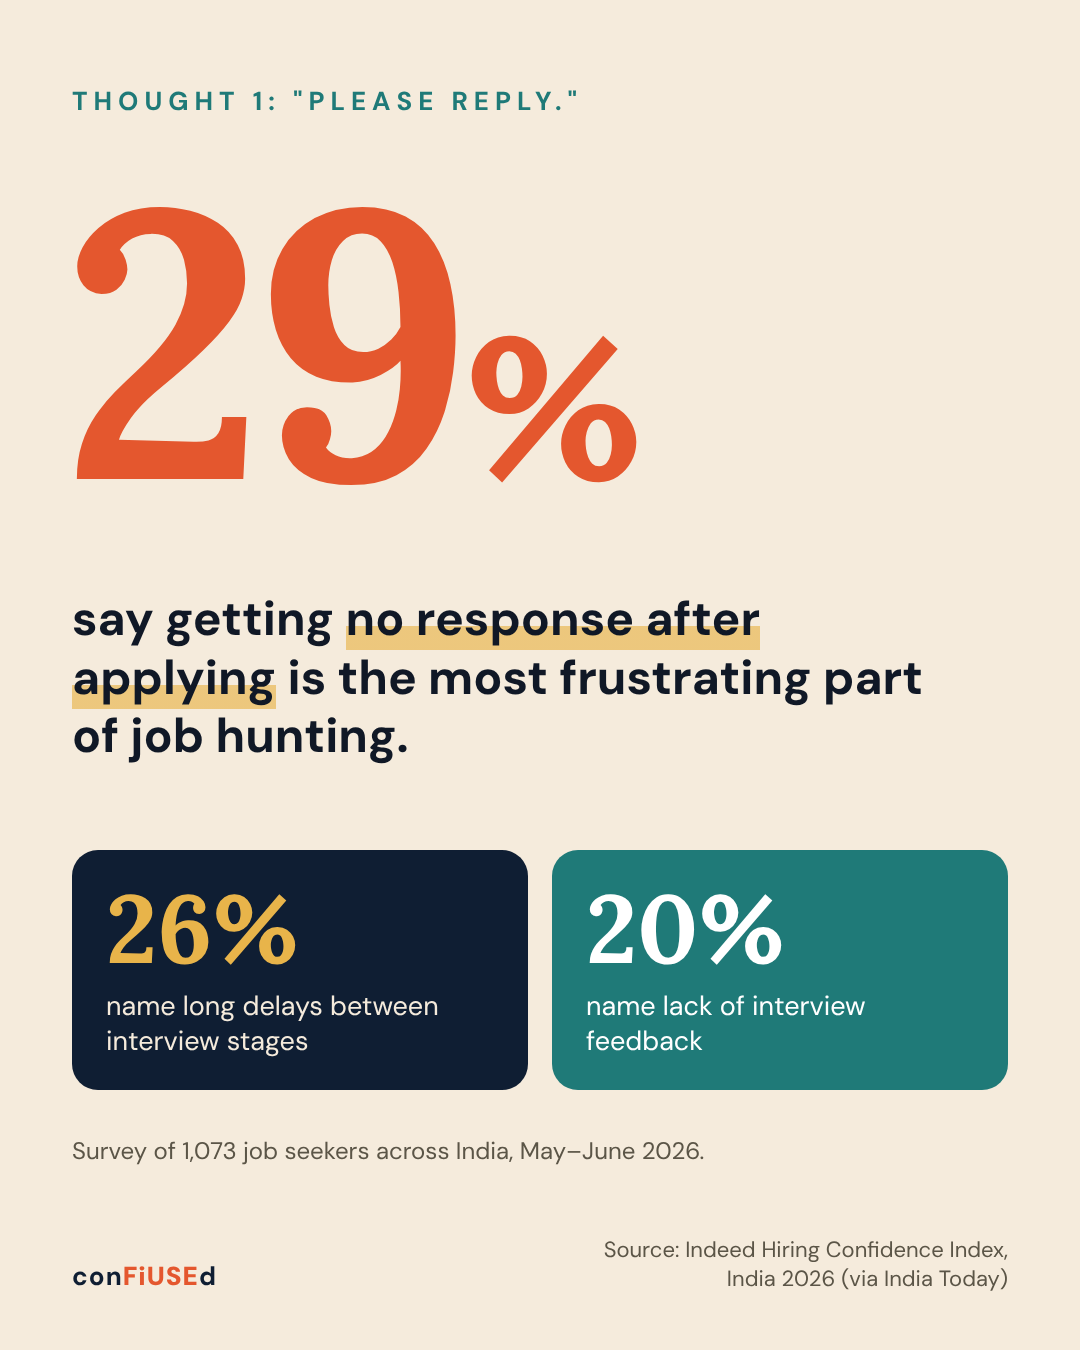 THOUGHT 1: "PLEASE REPLY."
29%
say getting no response after
applying is the most frustrating part
of job hunting.
26%
name long delays between
interview stages
20%
name lack of interview
feedback
Survey of 1,073 job seekers across India, May–June 2026.
conFiUSEd
Source: Indeed Hiring Confidence Index,
India 2026 (via India Today)